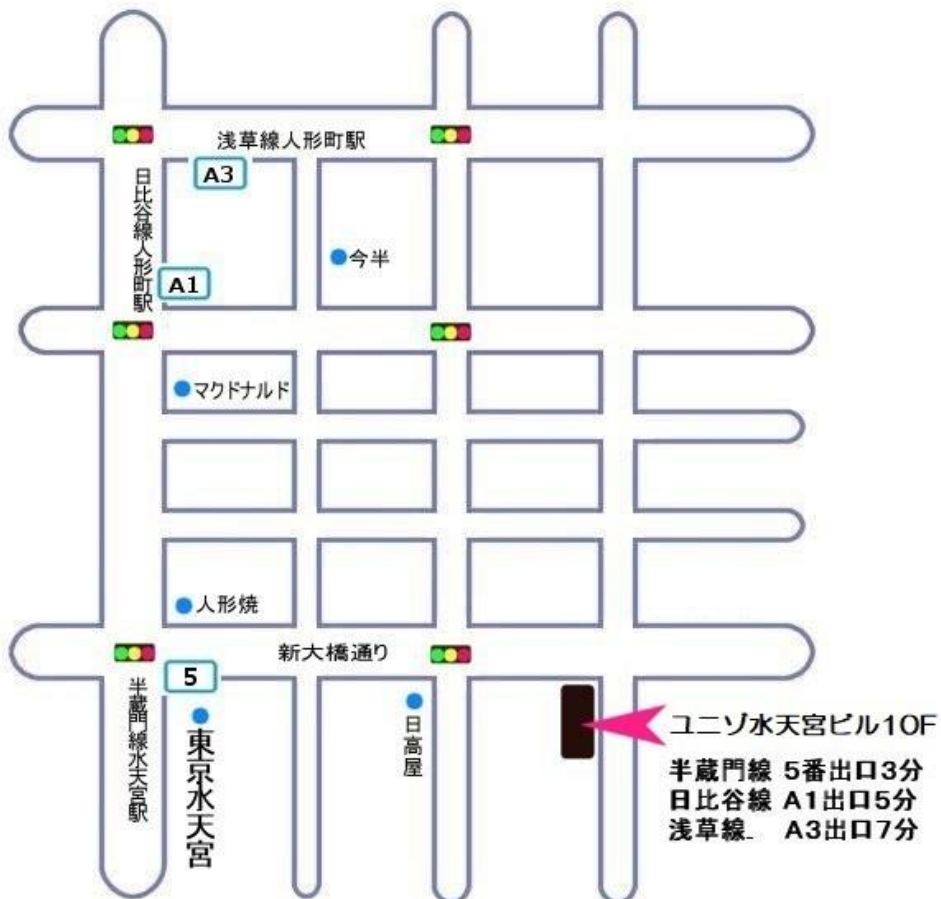 浅草線人形町駅
A3
日比谷線人形町駅
今半
A1
マクドナルド
人形焼
新大橋通り
5
半蔵門線水天宮駅
東京水天宮
日高屋
ユニゾ水天宮ビル10F
半蔵門線 5番出口3分
日比谷線 A1出口5分
浅草線. A3出口7分